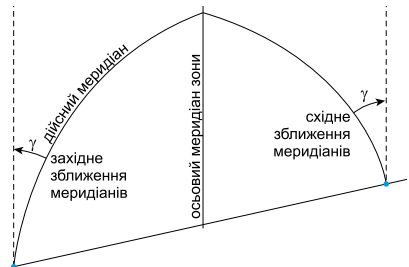 γ
дійсний меридіан
західне
зближення
меридіанів
осьовий меридіан зони
γ
східне
зближення
меридіанів